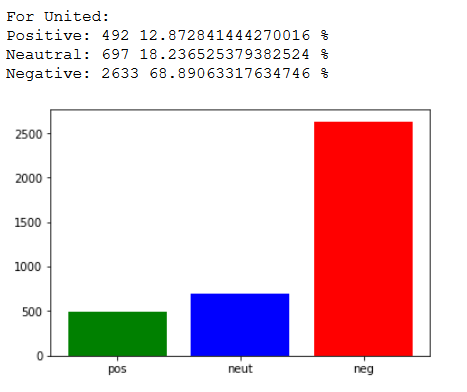 For United:
Positive: 492 12.872841444270016 %
Neautral: 697 18.236525379382524 %
Negative: 2633 68.89063317634746 %
2500
2000
1500
1000
500
0
pos neut neg